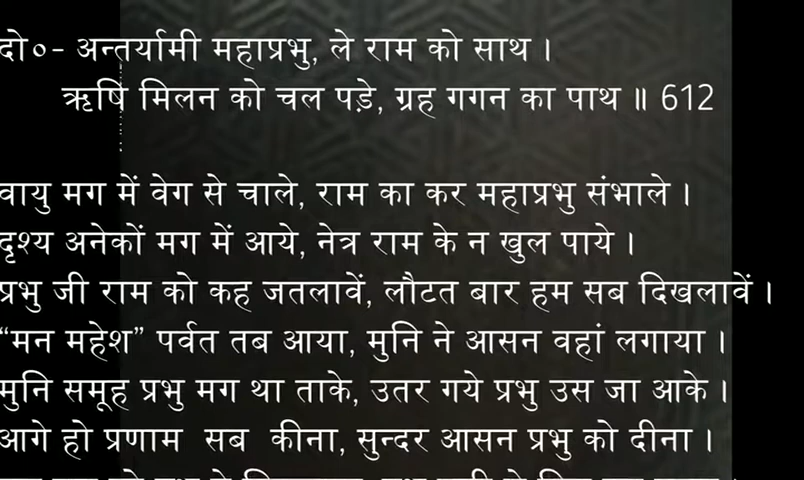 दो०- अन्तर्यामी महाप्रभु, ले राम को साथ ।
ऋषि मिलन को चल पड़े, ग्रह गगन का पाथ ॥ 612
वायु मग में वेग से चाले, राम का कर महाप्रभु संभाले ।
दृश्य अनेकों मग में आये, नेत्र राम के न खुल पाये ।
प्रभु जी राम को कह जतलावें, लौटत बार हम सब दिखलावें ।
“मन महेश” पर्वत तब आया, मुनि ने आसन वहां लगाया ।
मुनि समूह प्रभु मग था ताके, उतर गये प्रभु उस जा आके ।
आगे हो प्रणाम सब कीना, सुन्दर आसन प्रभु को दीना ।